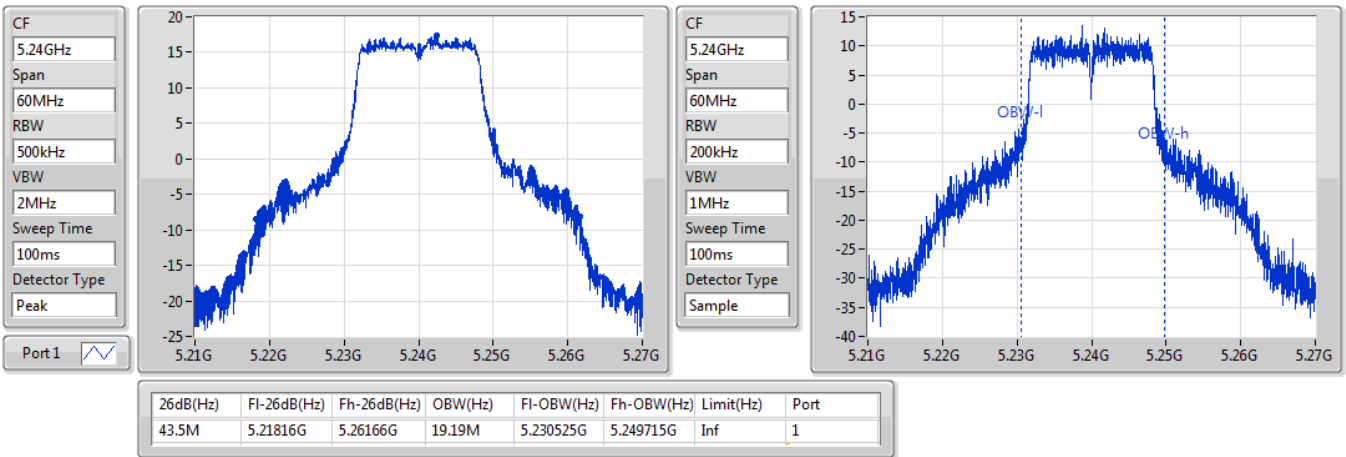 CF
5.24GHz
Span
60MHz
RBW
500kHz
VBW
2MHz
Sweep Time
100ms
Detector Type
Peak
Port 1
20
15
10
5
0
-5
-10
-15
-20
-25
5.21G 5.22G 5.23G 5.24G 5.25G 5.26G 5.27G
CF
5.24GHz
Span
60MHz
RBW
200kHz
VBW
1MHz
Sweep Time
100ms
Detector Type
Sample
15
10
5
0
-5
-10
-15
-20
-25
-30
-35
-40
OBW-l
OBW-h
5.21G 5.22G 5.23G 5.24G 5.25G 5.26G 5.27G
26dB(Hz) Fl-26dB(Hz) Fh-26dB(Hz) OBW(Hz) Fl-OBW(Hz) Fh-OBW(Hz) Limit(Hz) Port
43.5M 5.21816G 5.26166G 19.19M 5.230525G 5.249715G Inf 1